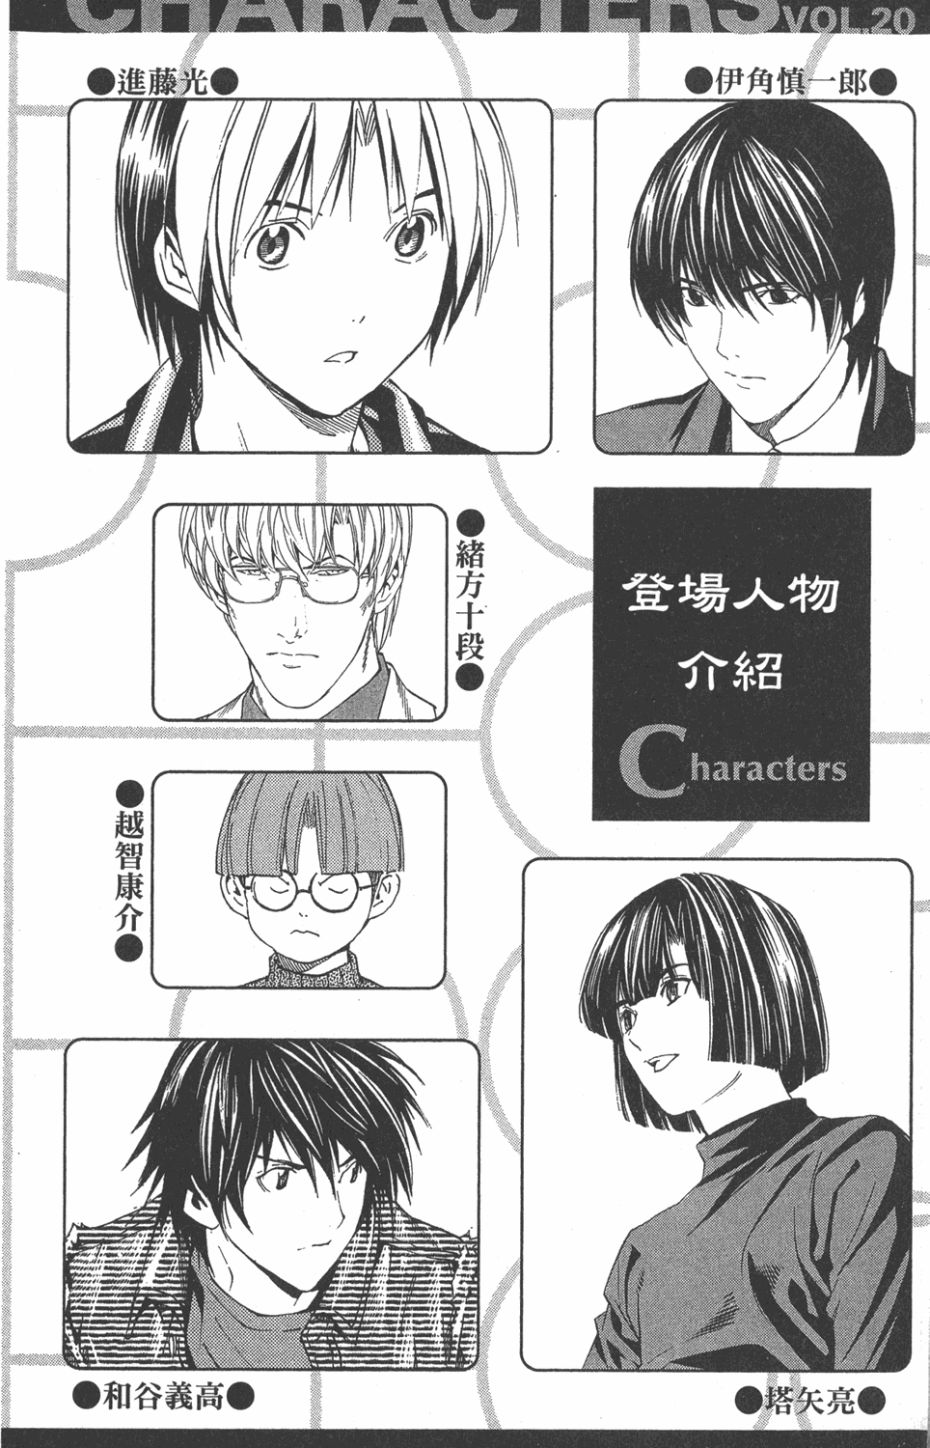 CHARACTERS VOL.20
●進藤光●
●伊角慎一郎●
●緒方十段●
登場人物
介紹
Characters
●越智康介●
●和谷義高●
●塔矢亮●